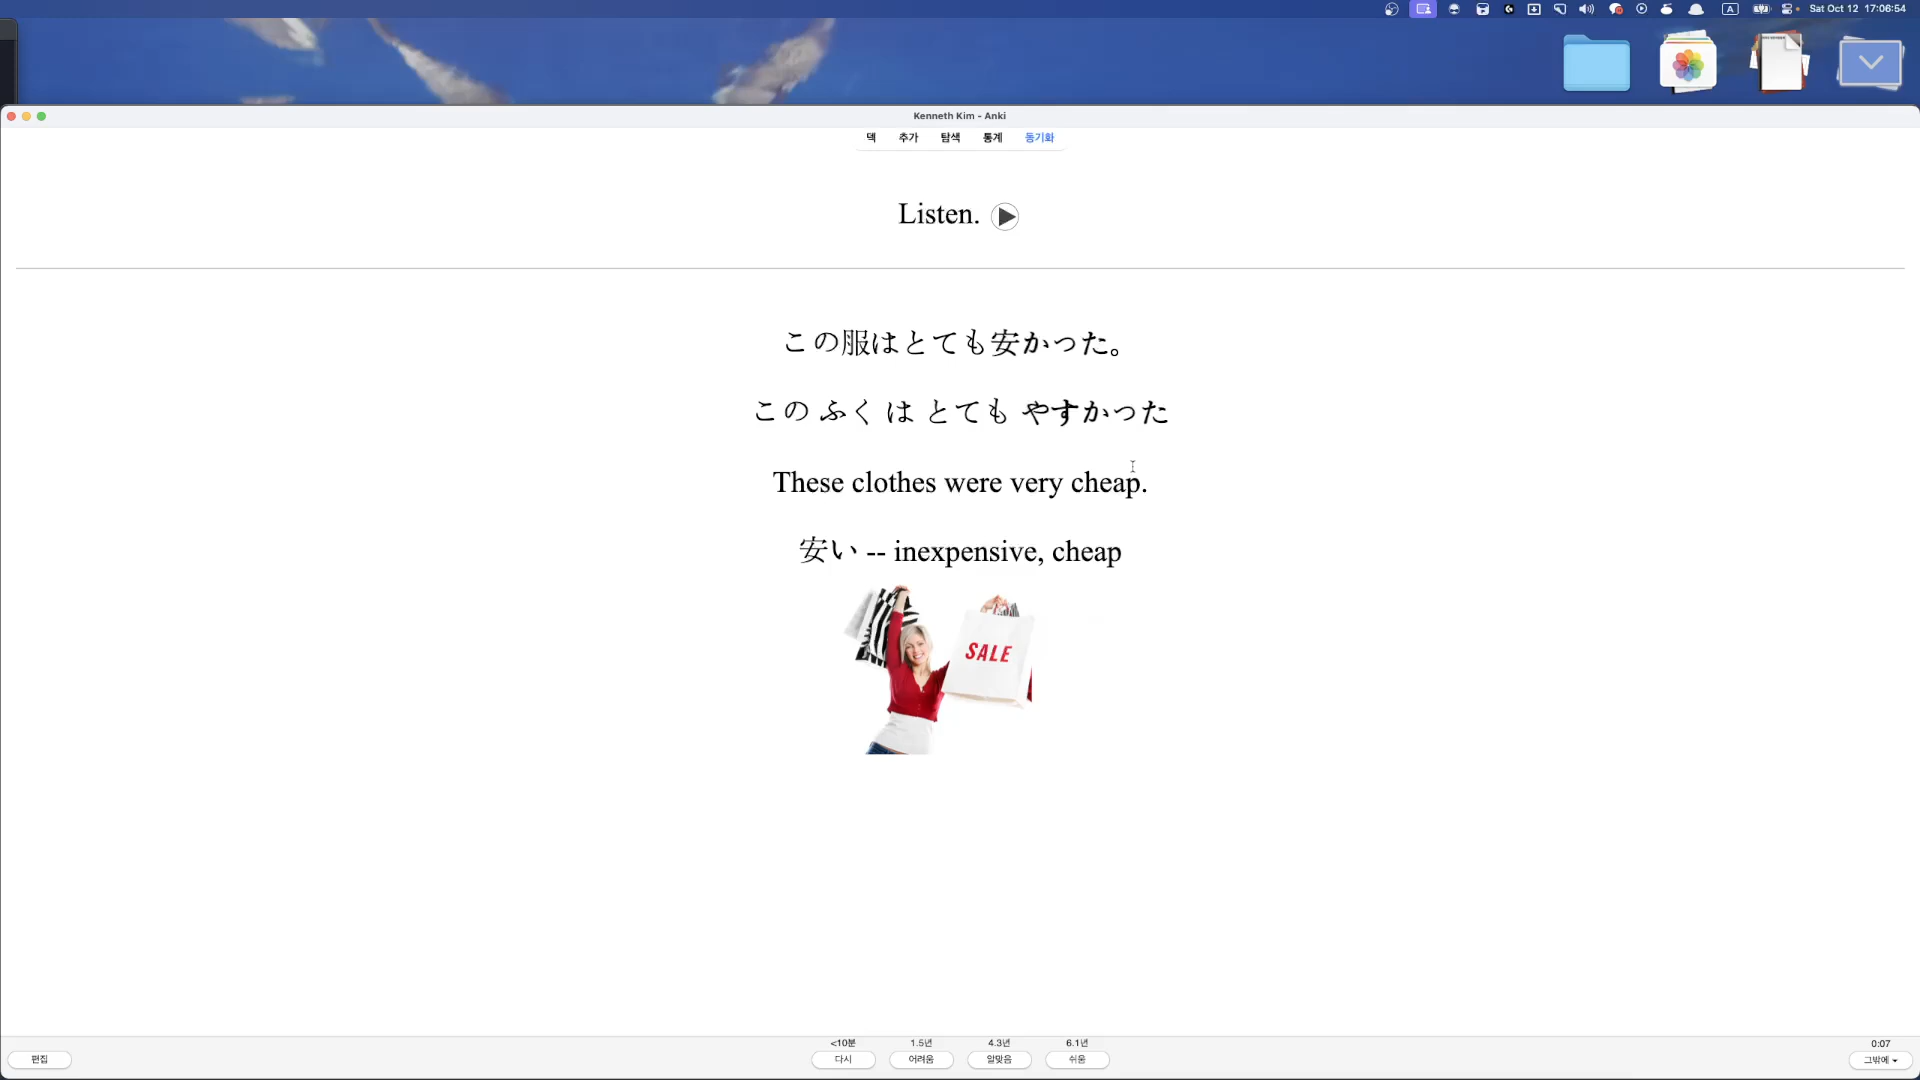 A
Sat Oct 12 17:06:54
Kenneth Kim - Anki
덱 추가 탐색 통계 동기화
Listen.
この服はとても安かった。
この ふく は とても やすかった
These clothes were very cheap.
安い -- inexpensive, cheap
SALE
<10분 1.5년 4.3년 6.1년 0:07
편집 다시 어려움 알맞음 쉬움 그밖에